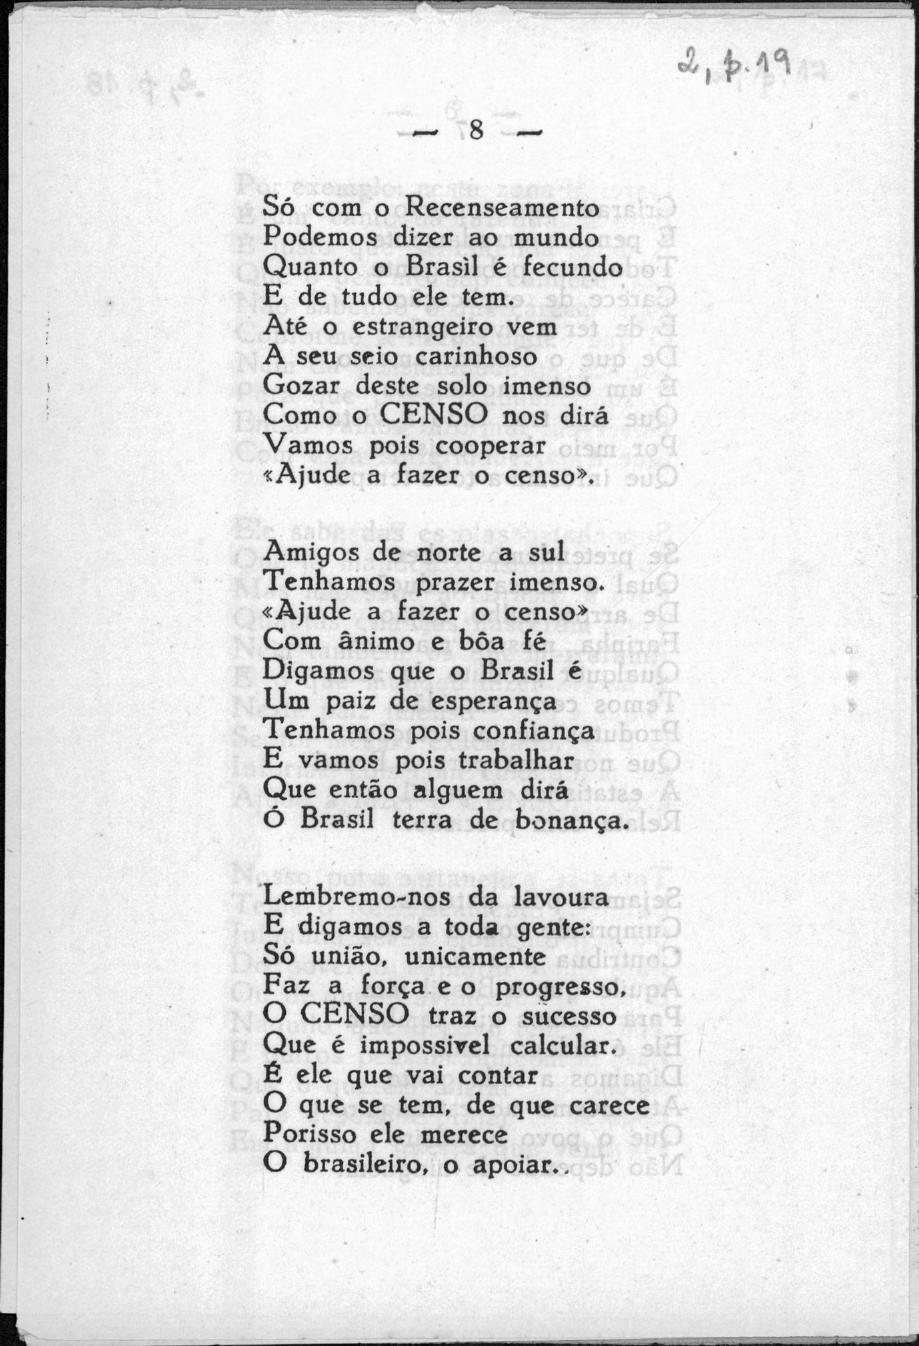 2, p. 19
— 8 —
Só com o Recenseamento
Podemos dizer ao mundo
Quanto o Brasil é fecundo
E de tudo ele tem.
Até o estrangeiro vem
A seu seio carinhoso
Gozar deste solo imenso
Como o CENSO nos dirá
Vamos pois cooperar
«Ajude a fazer o censo».
Amigos de norte a sul
Tenhamos prazer imenso.
«Ajude a fazer o censo»
Com ânimo e bôa fé
Digamos que o Brasil é
Um paiz de esperança
Tenhamos pois confiança
E vamos pois trabalhar
Que então alguem dirá
Ó Brasil terra de bonança.
Lembremo-nos da lavoura
E digamos a toda gente:
Só união, unicamente
Faz a força e o progresso,
O CENSO traz o sucesso
Que é impossivel calcular.
É ele que vai contar
O que se tem, de que carece
Porisso ele merece
O brasileiro, o apoiar..